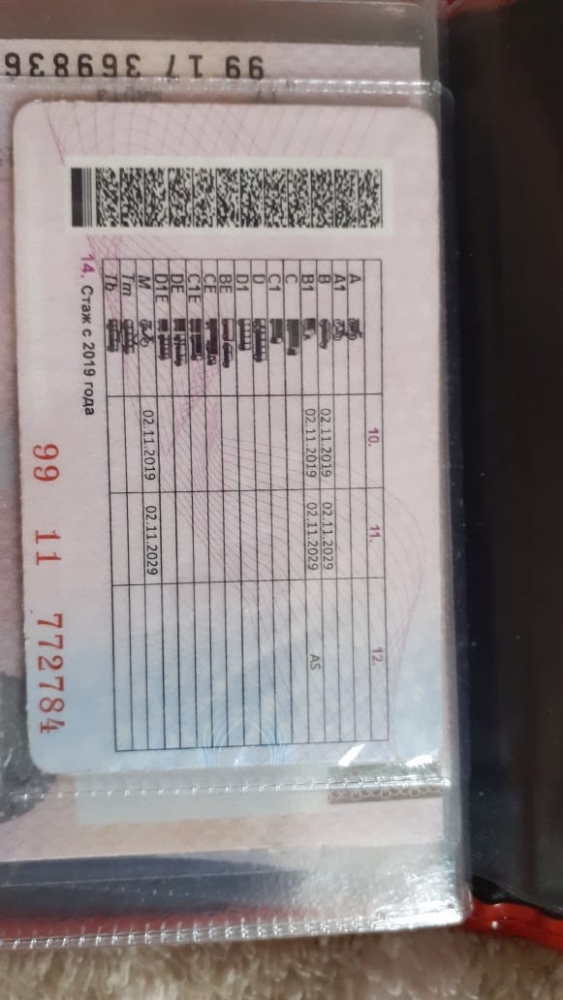 99 17 369836
10. 11. 12.
A
A1
B 02.11.2019 02.11.2029
B1 02.11.2019 02.11.2029 AS
C
C1
D
D1
BE
CE
C1E
DE
D1E
M 02.11.2019 02.11.2029
Tm
Tb
14. Стаж с 2019 года
99 11 772784